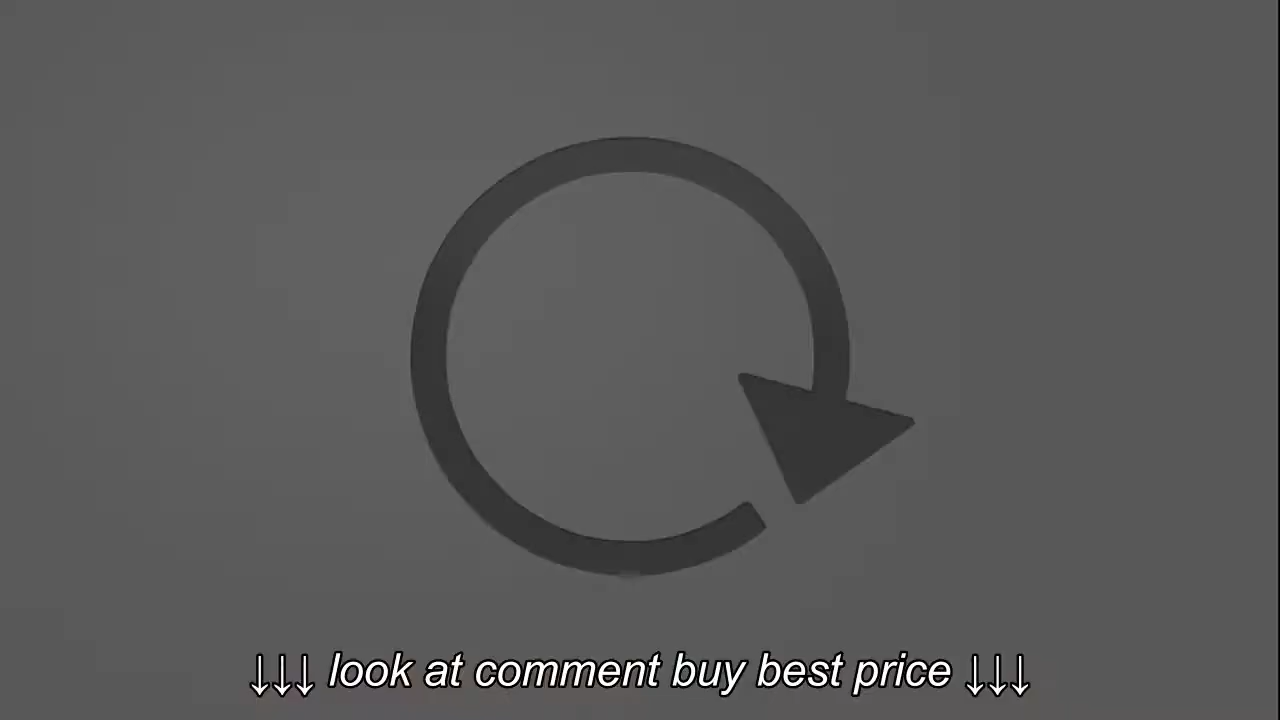 ↓↓↓ look at comment buy best price ↓↓↓